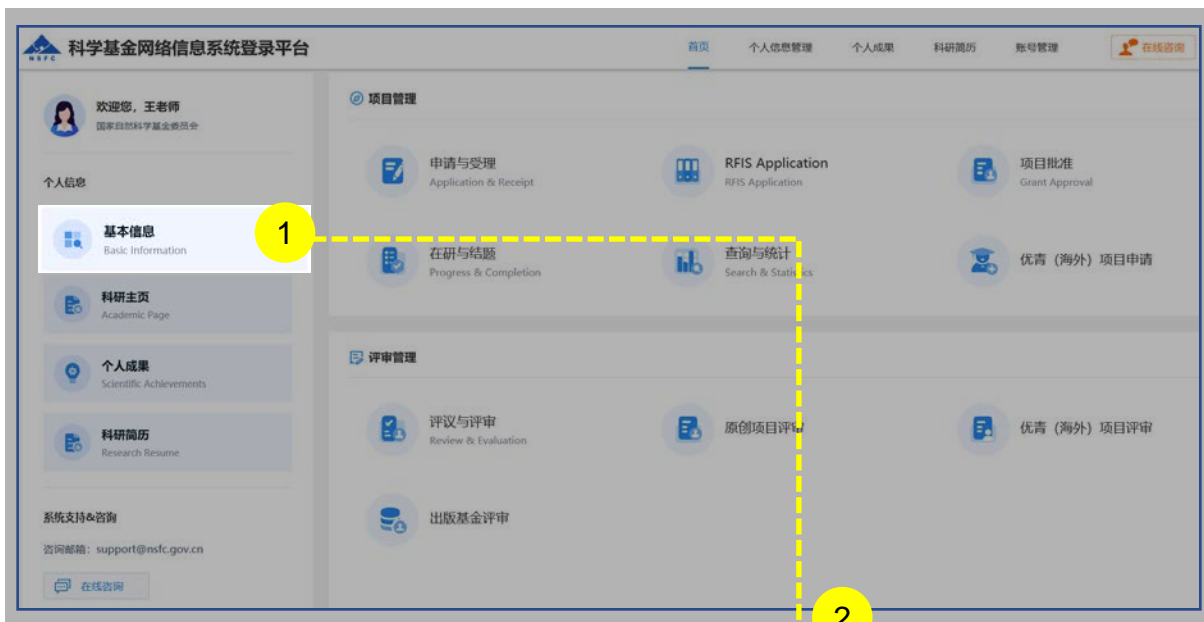 NSFC
科学基金网络信息系统登录平台
首页 个人信息管理 个人成果 科研简历 账号管理 在线咨询
欢迎您，王老师
国家自然科学基金委员会
个人信息
基本信息
Basic Information
1
科研主页
Academic Page
个人成果
Scientific Achievements
科研简历
Research Resume
系统支持&咨询
咨询邮箱：support@nsfc.gov.cn
在线咨询
项目管理
申请与受理
Application & Receipt
RFIS Application
RFIS Application
项目批准
Grant Approval
在研与结题
Progress & Completion
查询与统计
Search & Statistics
优青（海外）项目申请
评审管理
评议与评审
Review & Evaluation
原创项目评审
优青（海外）项目评审
出版基金评审
2